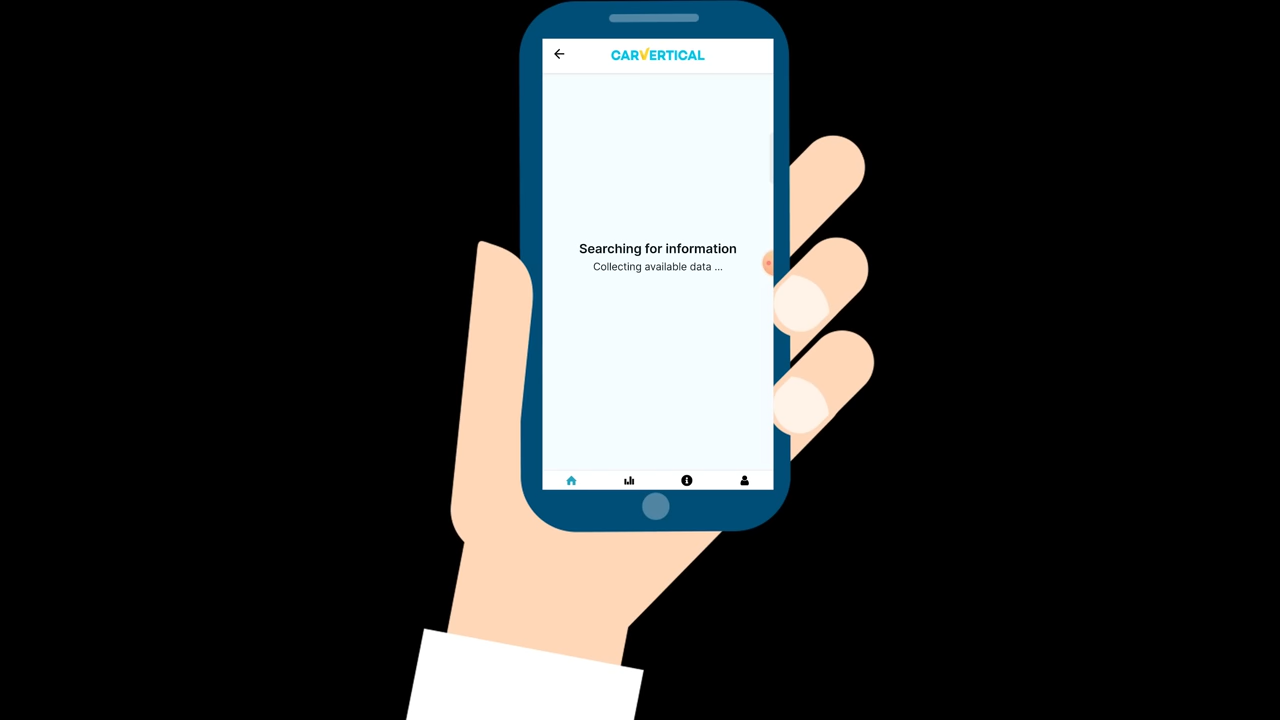 CARVERTICAL
Searching for information
Collecting available data ...